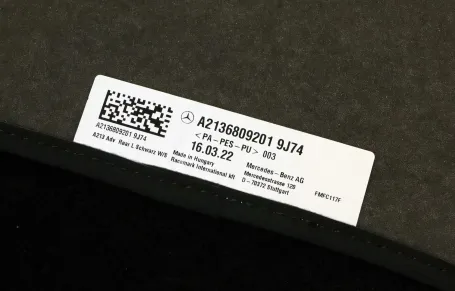 A2136809201 9J74
<PA-PES-PU> 003
16.03.22
A2136809201 9J74
A213 Adv Rear L Schwarz W/S
Made in Hungary
Racemark International kft
Mercedes-Benz AG
Mercedesstrasse 120
D-70372 Stuttgart
FMFC117F